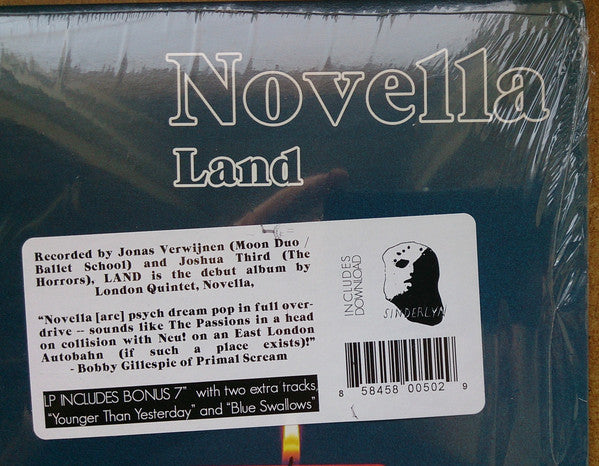 Novella
Land
Recorded by Jonas Verwijnen (Moon Duo /
Ballet School) and Joshua Third (The
Horrors), LAND is the debut album by
London Quintet, Novella,
“Novella [are] psych dream pop in full over-
drive -- sounds like The Passions in a head
on collision with Neu! on an East London
Autobahn (if such a place exists)!”
- Bobby Gillespie of Primal Scream
LP INCLUDES BONUS 7" with two extra tracks,
“Younger Than Yesterday” and “Blue Swallows”
INCLUDES
DOWNLOAD
SINDERLYN
8 58458 00502 9